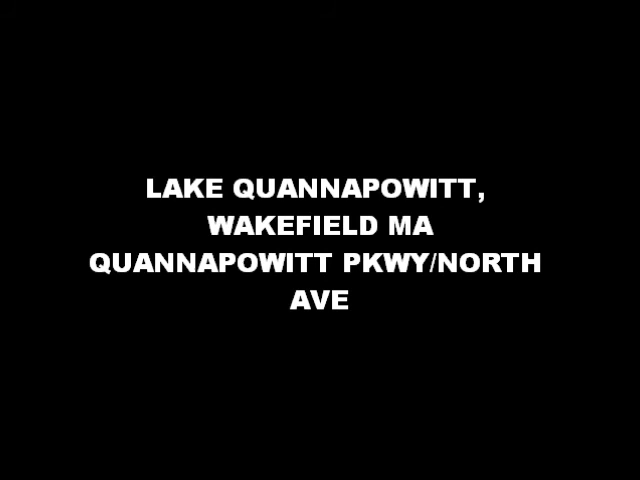 LAKE QUANNAPOWITT,
WAKEFIELD MA
QUANNAPOWITT PKWY/NORTH
AVE